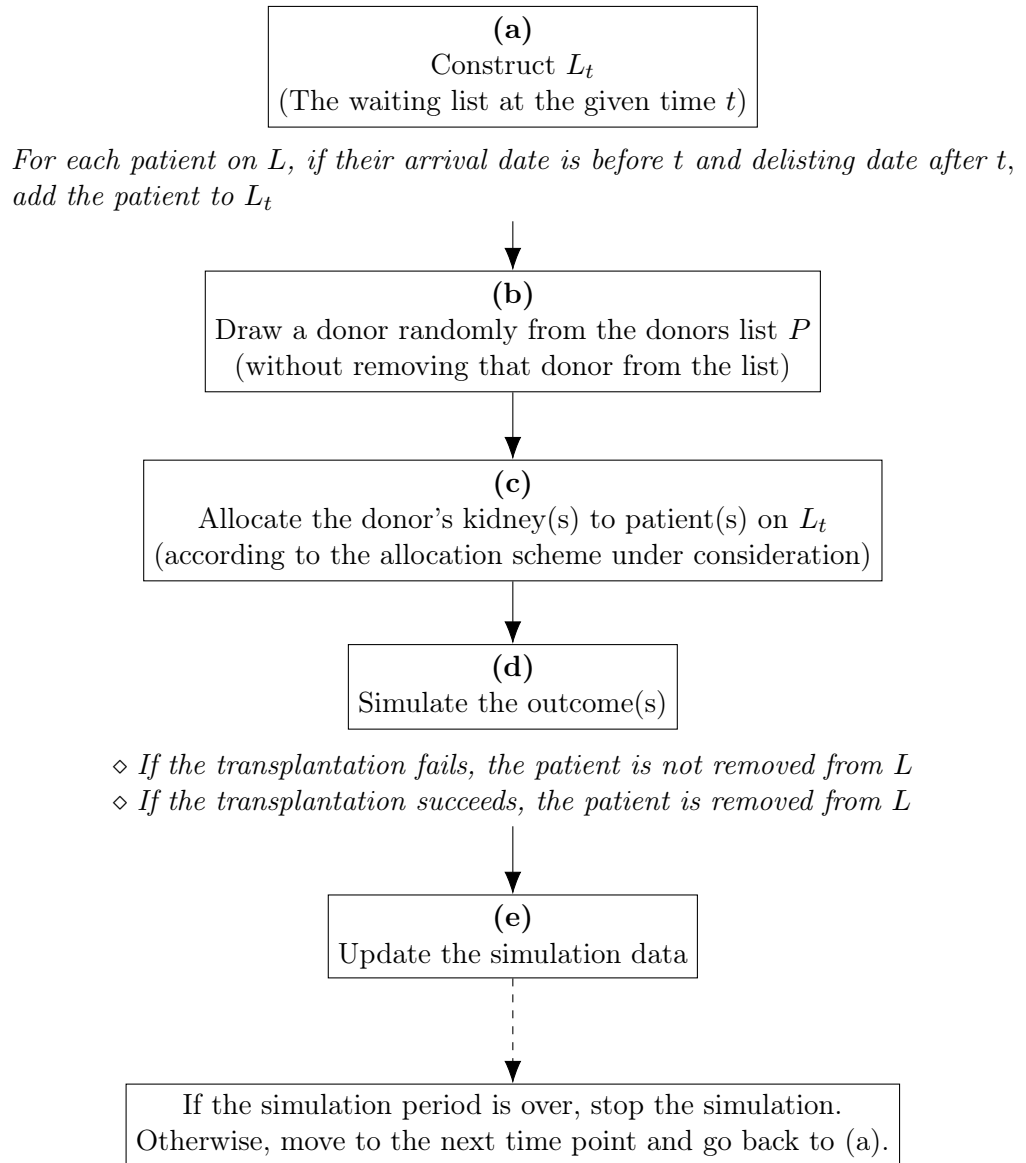 (a)
Construct L_t
(The waiting list at the given time t)
For each patient on L, if their arrival date is before t and delisting date after t,
add the patient to L_t
(b)
Draw a donor randomly from the donors list P
(without removing that donor from the list)
(c)
Allocate the donor's kidney(s) to patient(s) on L_t
(according to the allocation scheme under consideration)
(d)
Simulate the outcome(s)
⋄ If the transplantation fails, the patient is not removed from L
⋄ If the transplantation succeeds, the patient is removed from L
(e)
Update the simulation data
If the simulation period is over, stop the simulation.
Otherwise, move to the next time point and go back to (a).